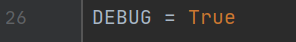 26 DEBUG = True